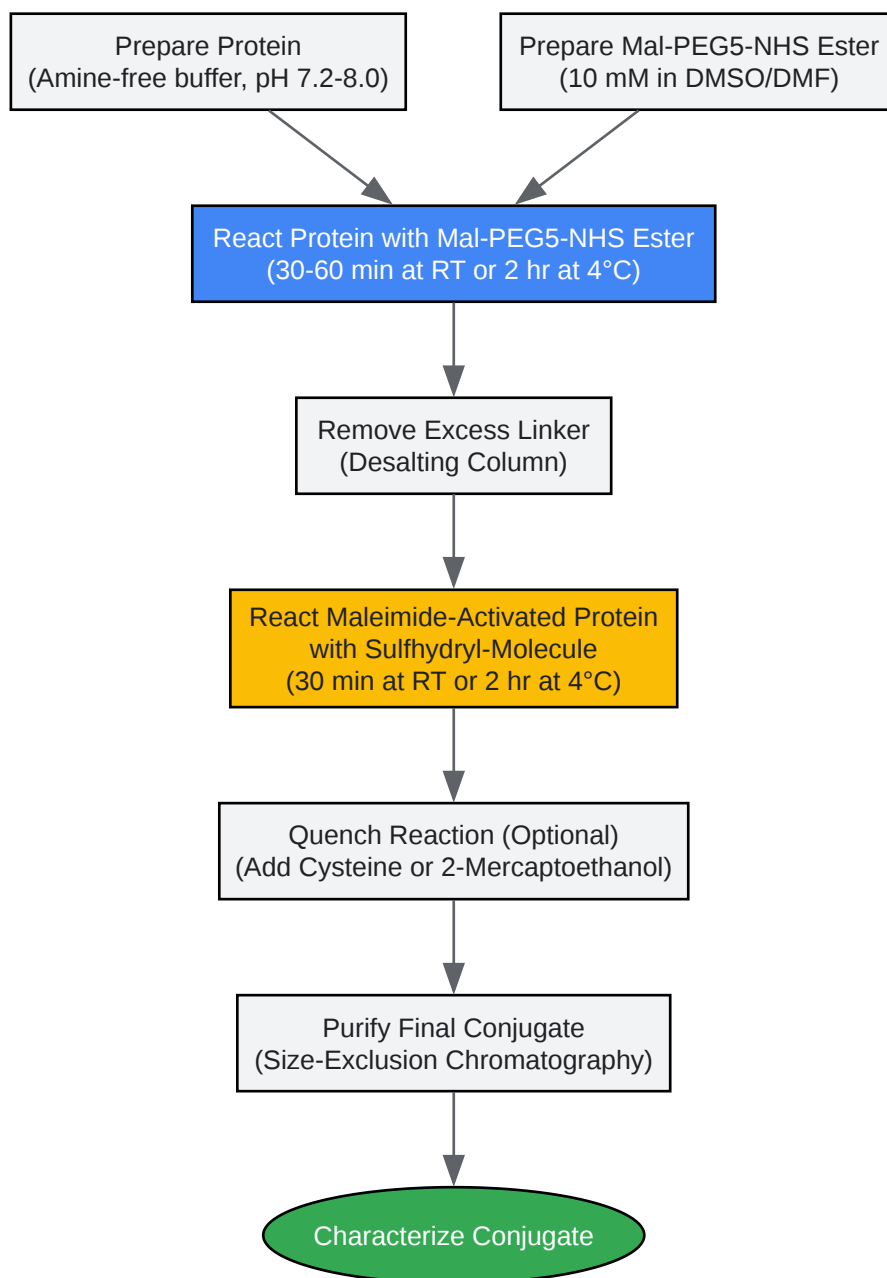 Prepare Protein
(Amine-free buffer, pH 7.2-8.0)
Prepare Mal-PEG5-NHS Ester
(10 mM in DMSO/DMF)
React Protein with Mal-PEG5-NHS Ester
(30-60 min at RT or 2 hr at 4°C)
Remove Excess Linker
(Desalting Column)
React Maleimide-Activated Protein
with Sulfhydryl-Molecule
(30 min at RT or 2 hr at 4°C)
Quench Reaction (Optional)
(Add Cysteine or 2-Mercaptoethanol)
Purify Final Conjugate
(Size-Exclusion Chromatography)
Characterize Conjugate